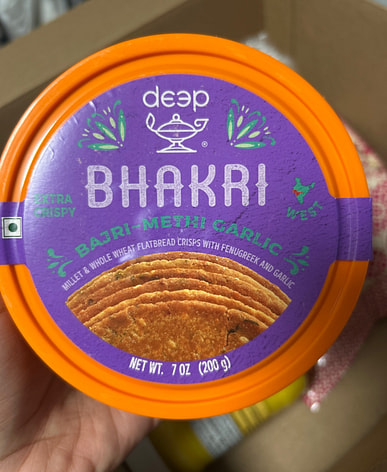 deep
®
BHAKRI
EXTRA
CRISPY
WEST
BAJRI-METHI GARLIC
MILLET & WHOLE WHEAT FLATBREAD CRISPS WITH FENUGREEK AND GARLIC
NET WT. 7 OZ (200 g)